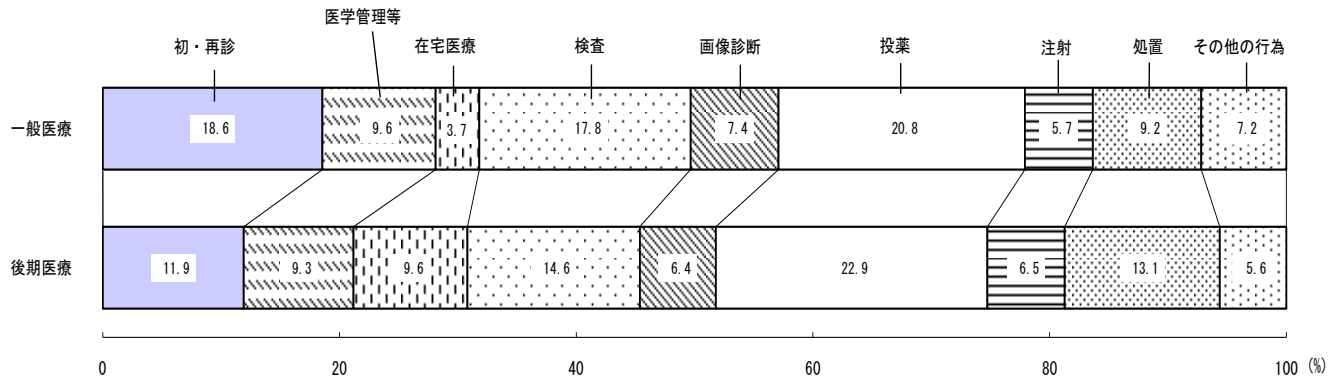 医学管理等
初・再診 在宅医療 検査 画像診断 投薬 注射 処置 その他の行為
一般医療 18.6 9.6 3.7 17.8 7.4 20.8 5.7 9.2 7.2
後期医療 11.9 9.3 9.6 14.6 6.4 22.9 6.5 13.1 5.6
0 20 40 60 80 100 (%)